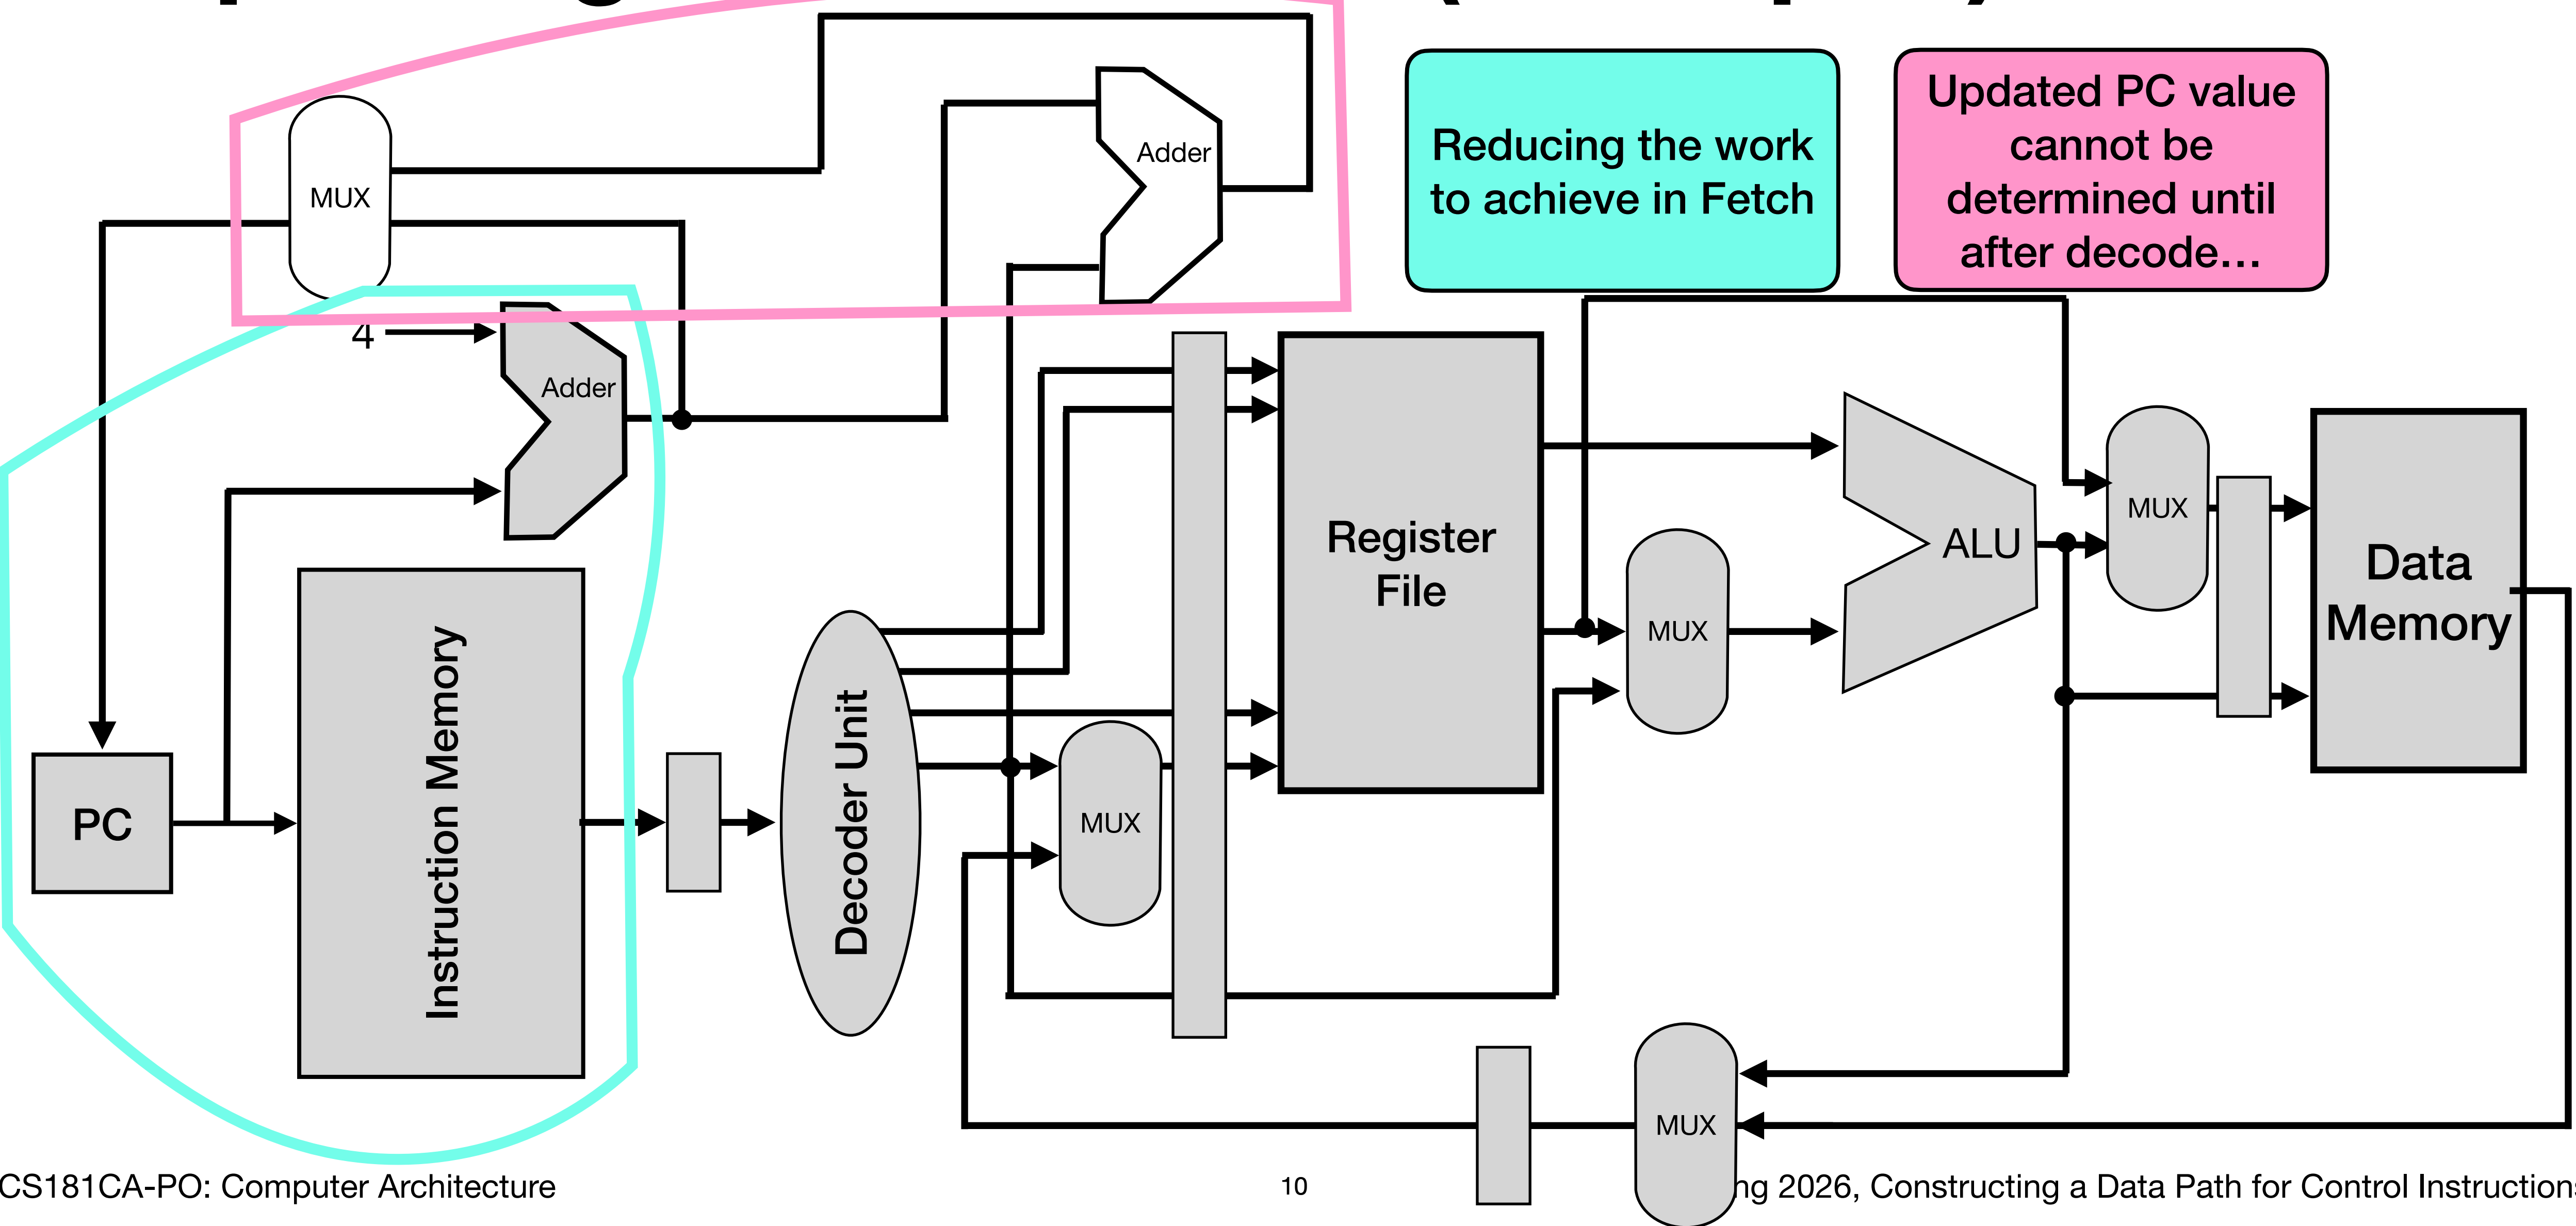 Reducing the work
to achieve in Fetch
Updated PC value
cannot be
determined until
after decode...
MUX
Adder
4
Adder
PC
Instruction Memory
Decoder Unit
MUX
Register
File
MUX
ALU
MUX
Data
Memory
MUX
CS181CA-PO: Computer Architecture
10
2026, Constructing a Data Path for Control Instructions